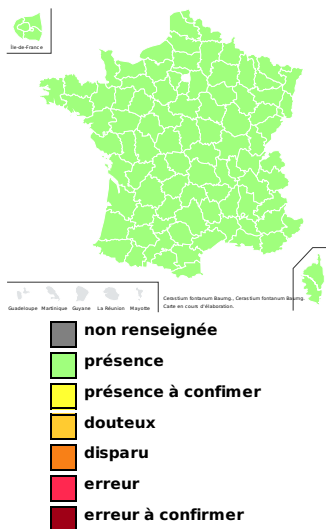 Île-de-France
Guadeloupe Martinique Guyane La Réunion Mayotte
Cerastium fontanum Baumg., Cerastium fontanum Baumg.
Carte en cours d'élaboration.
non renseignée
présence
présence à confimer
douteux
disparu
erreur
erreur à confirmer